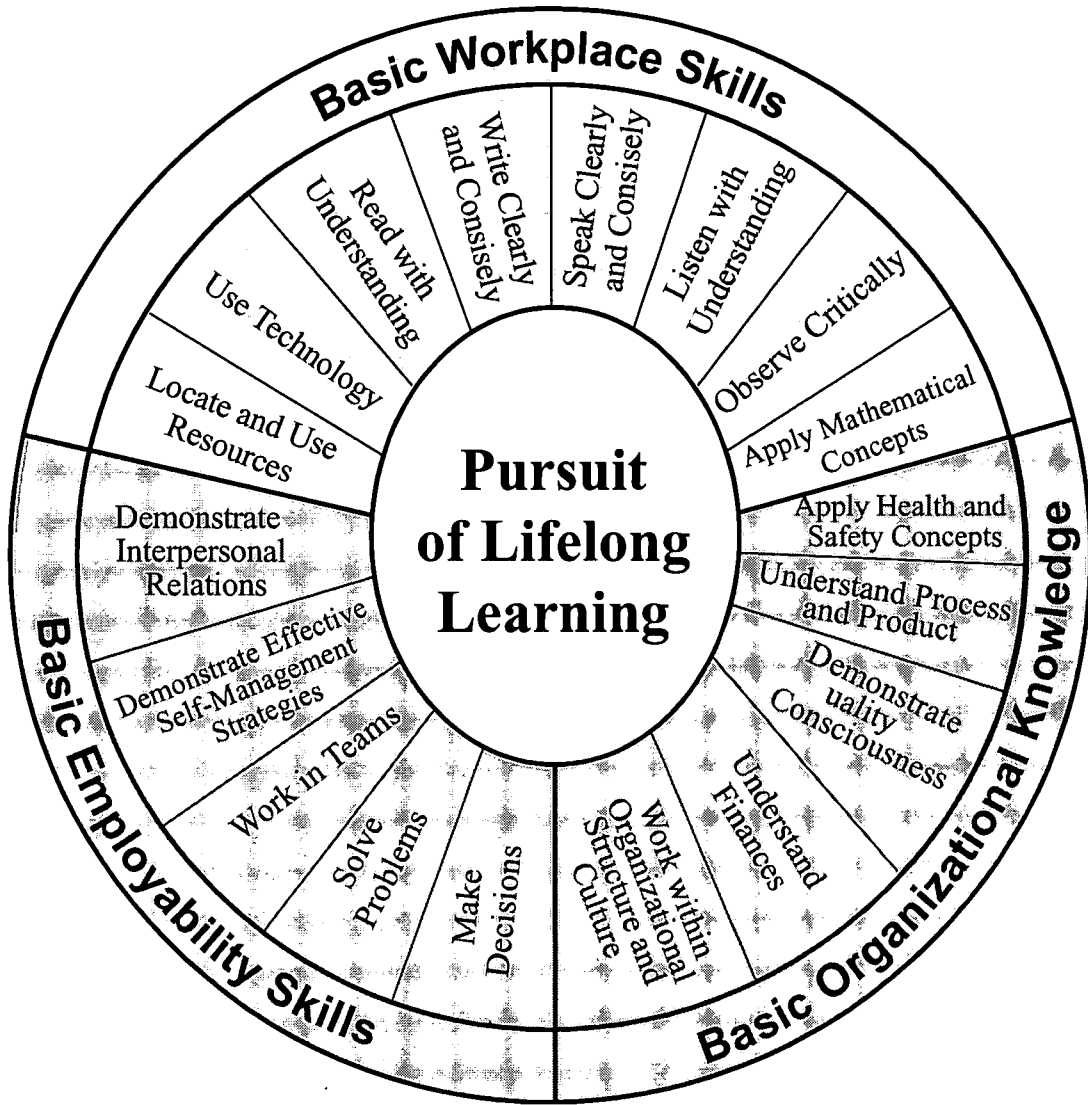 Basic Workplace Skills
Locate and Use
Resources
Use Technology
Read with
Understanding
Write Clearly
and Consisely
Speak Clearly
and Consisely
Listen with
Understanding
Observe Critically
Apply Mathematical
Concepts
Basic Organizational Knowledge
Apply Health and
Safety Concepts
Understand Process
and Product
Demonstrate
uality
Consciousness
Understand
Finances
Work within
Organizational
Structure and
Culture
Basic Employability Skills
Make
Decisions
Solve
Problems
Work in Teams
Demonstrate Effective
Self-Management
Strategies
Demonstrate
Interpersonal
Relations
Pursuit
of Lifelong
Learning